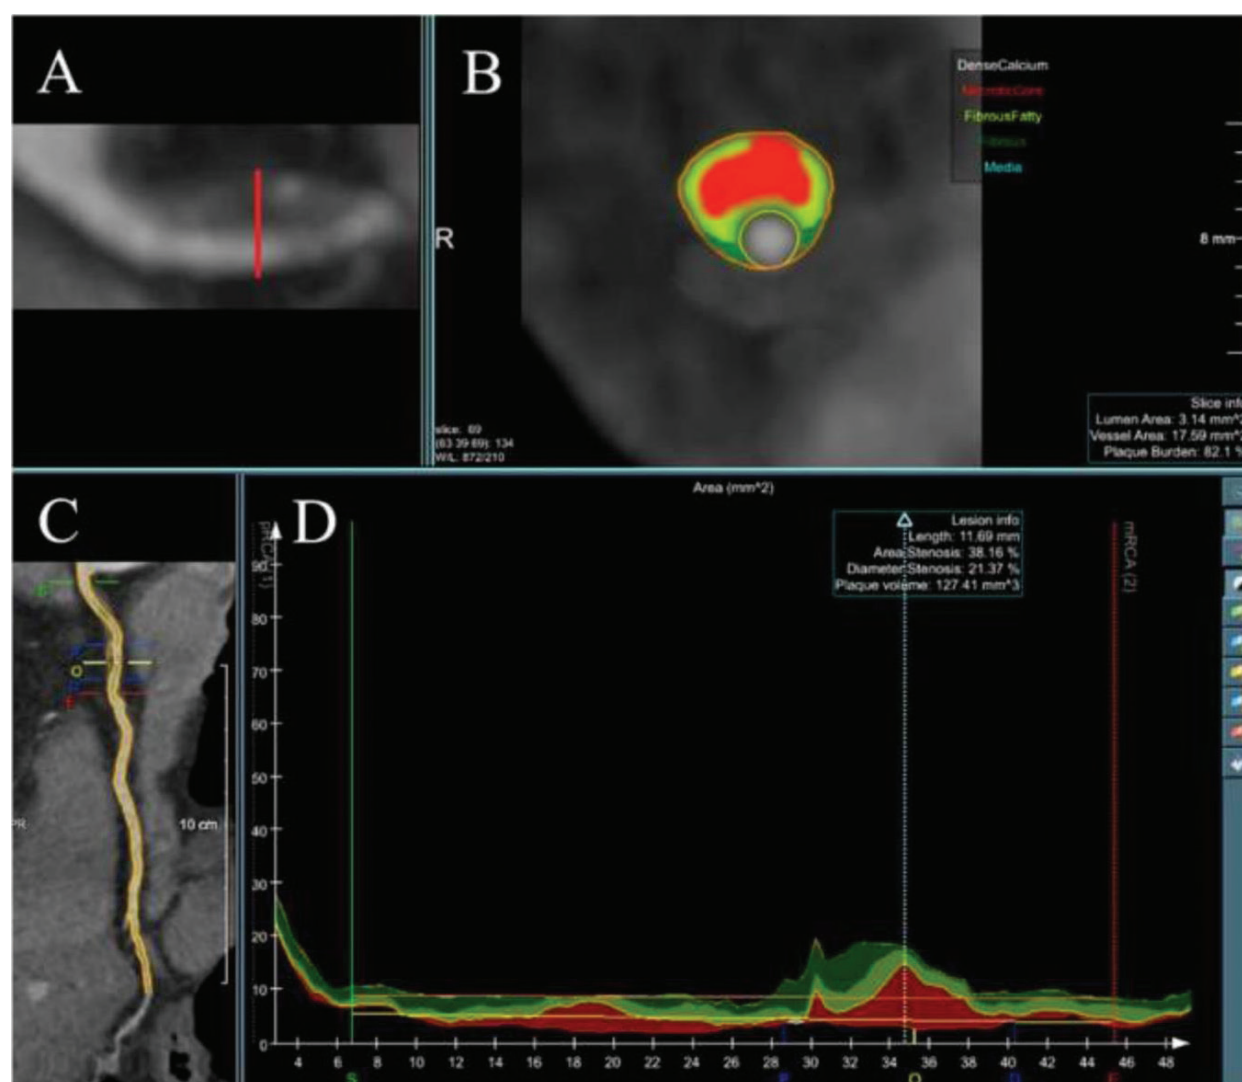 A
B
DenseCalcium
NecroticCore
FibrousFatty
Fibrous
Media
R
8 mm
slice: 69
(63 39 69): 134
W/L: 872/210
Slice info
Lumen Area: 3.14 mm^2
Vessel Area: 17.59 mm^2
Plaque Burden: 82.1 %
C
D
Area (mm^2)
pRCA (1)
mRCA (2)
Lesion info
Length: 11.69 mm
Area Stenosis: 38.16 %
Diameter Stenosis: 21.37 %
Plaque volume: 127.41 mm^3
S
O
E
PR
10 cm
90
80
70
60
50
40
30
20
10
0
4 6 8 10 12 14 16 18 20 22 24 26 28 30 32 34 36 38 40 42 44 46 48